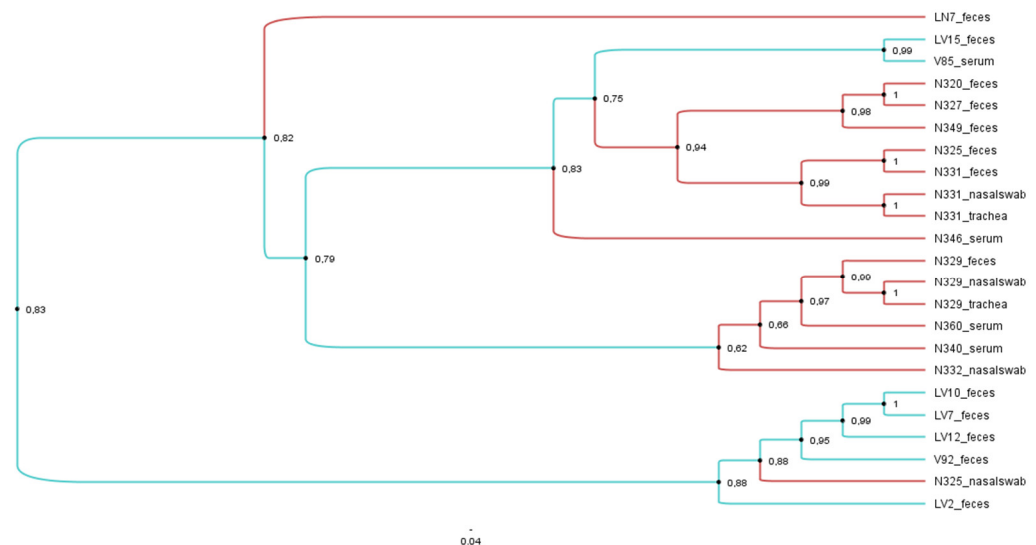 LN7_feces
LV15_feces
0,99
V85_serum
N320_feces
1
0,75
N327_feces
0,98
N349_feces
0,82
0,94
N325_feces
1
0,83
N331_feces
0,99
N331_nasalswab
1
N331_trachea
N346_serum
0,79
N329_feces
0,99
N329_nasalswab
1
0,97
N329_trachea
0,83
0,66
N360_serum
0,62
N340_serum
N332_nasalswab
LV10_feces
1
LV7_feces
0,99
LV12_feces
0,95
V92_feces
0,88
N325_nasalswab
0,88
LV2_feces
0.04